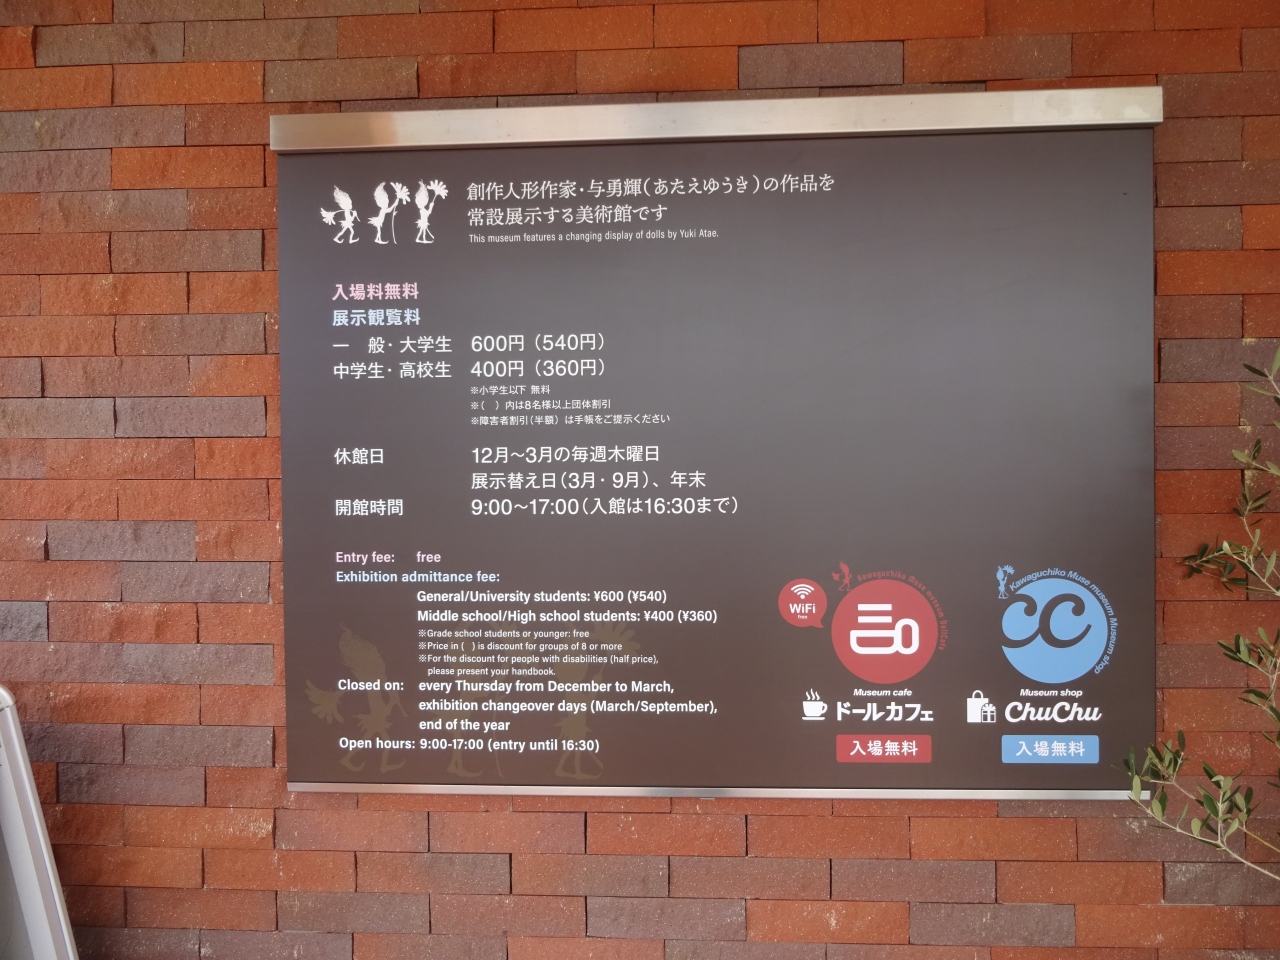 創作人形作家・与勇輝(あたえゆうき)の作品を
常設展示する美術館です
This museum features a changing display of dolls by Yuki Atae.
入場料無料
展示観覧料
一 般・大学生 600円(540円)
中学生・高校生 400円(360円)
※小学生以下 無料
※( )内は8名様以上団体割引
※障害者割引(半額)は手帳をご提示ください
休館日 12月〜3月の毎週木曜日
展示替え日(3月・9月)、年末
開館時間 9:00〜17:00(入館は16:30まで)
Entry fee: free
Exhibition admittance fee:
General/University students: ¥600 (¥540)
Middle school/High school students: ¥400 (¥360)
※Grade school students or younger: free
※Price in ( ) is discount for groups of 8 or more
※For the discount for people with disabilities (half price),
please present your handbook.
Closed on: every Thursday from December to March,
exhibition changeover days (March/September),
end of the year
Open hours: 9:00-17:00 (entry until 16:30)
WiFi
free
Kawaguchiko Muse museum DollCafe
Museum cafe
ドールカフェ
入場無料
Kawaguchiko Muse museum Museum shop
CC
Museum shop
ChuChu
入場無料